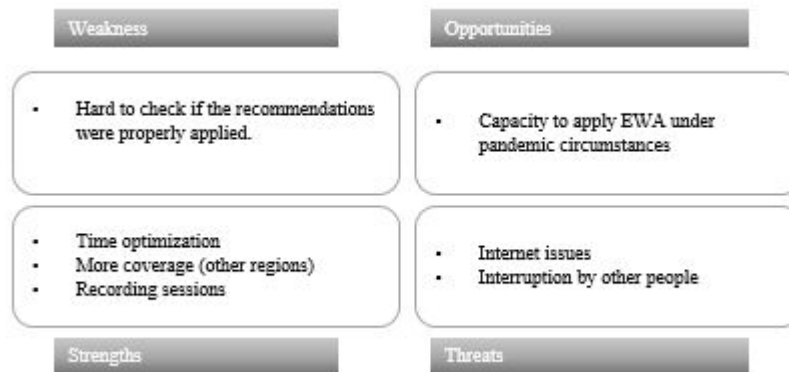 Weakness
Opportunities
▪ Hard to check if the recommendations
were properly applied.
▪ Capacity to apply EWA under
pandemic circumstances
▪ Time optimization
▪ More coverage (other regions)
▪ Recording sessions
▪ Internet issues
▪ Interruption by other people
Strengths
Threats